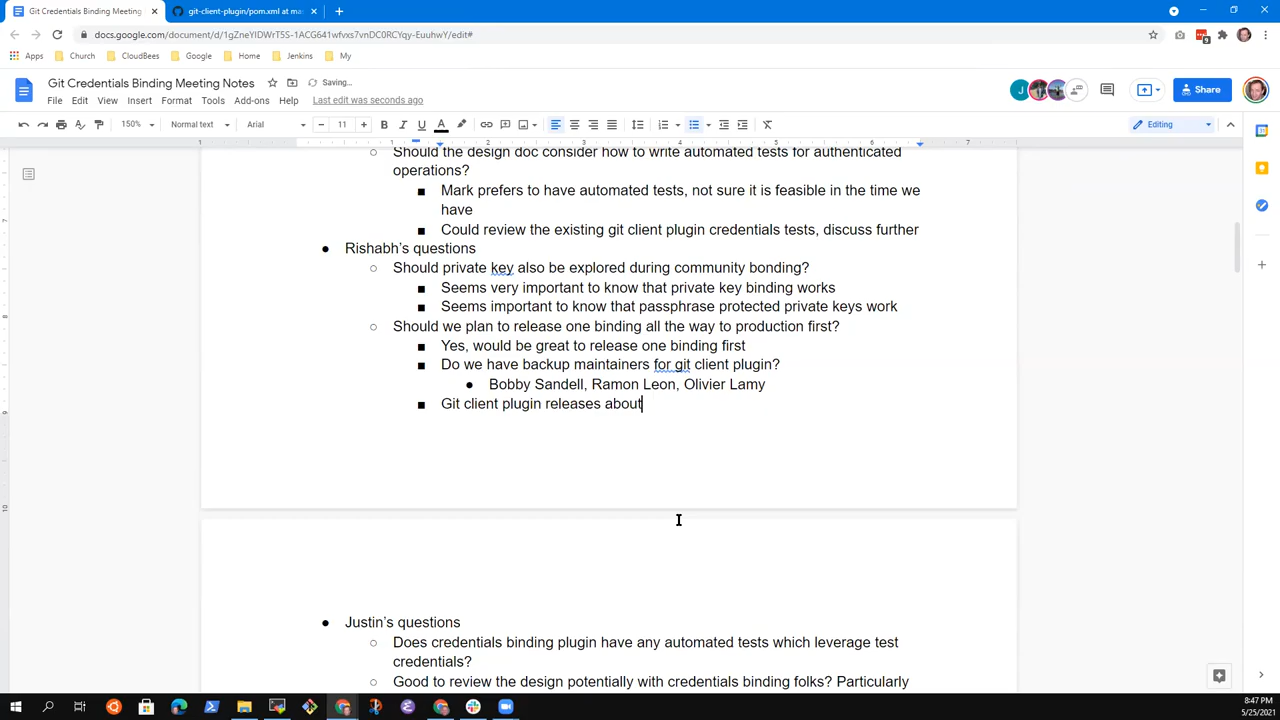 Git Credentials Binding Meeting Notes
git-client-plugin/pom.xml at mas
docs.google.com/document/d/1gZneYlDWrT5S-1ACG641wfvxs7vnDC0RCYqy-EuuhwY/edit#
Apps
Church
CloudBees
Google
Home
Jenkins
My
Git Credentials Binding Meeting Notes
Saving...
File Edit View Insert Format Tools Add-ons Help Last edit was seconds ago
Share
150% Normal text Arial 11 Editing
Should the design doc consider how to write automated tests for authenticated
operations?
Mark prefers to have automated tests, not sure it is feasible in the time we
have
Could review the existing git client plugin credentials tests, discuss further
Rishabh's questions
Should private key also be explored during community bonding?
Seems very important to know that private key binding works
Seems important to know that passphrase protected private keys work
Should we plan to release one binding all the way to production first?
Yes, would be great to release one binding first
Do we have backup maintainers for git client plugin?
Bobby Sandell, Ramon Leon, Olivier Lamy
Git client plugin releases about
Justin's questions
Does credentials binding plugin have any automated tests which leverage test
credentials?
Good to review the design potentially with credentials binding folks? Particularly
8:47 PM
5/25/2021